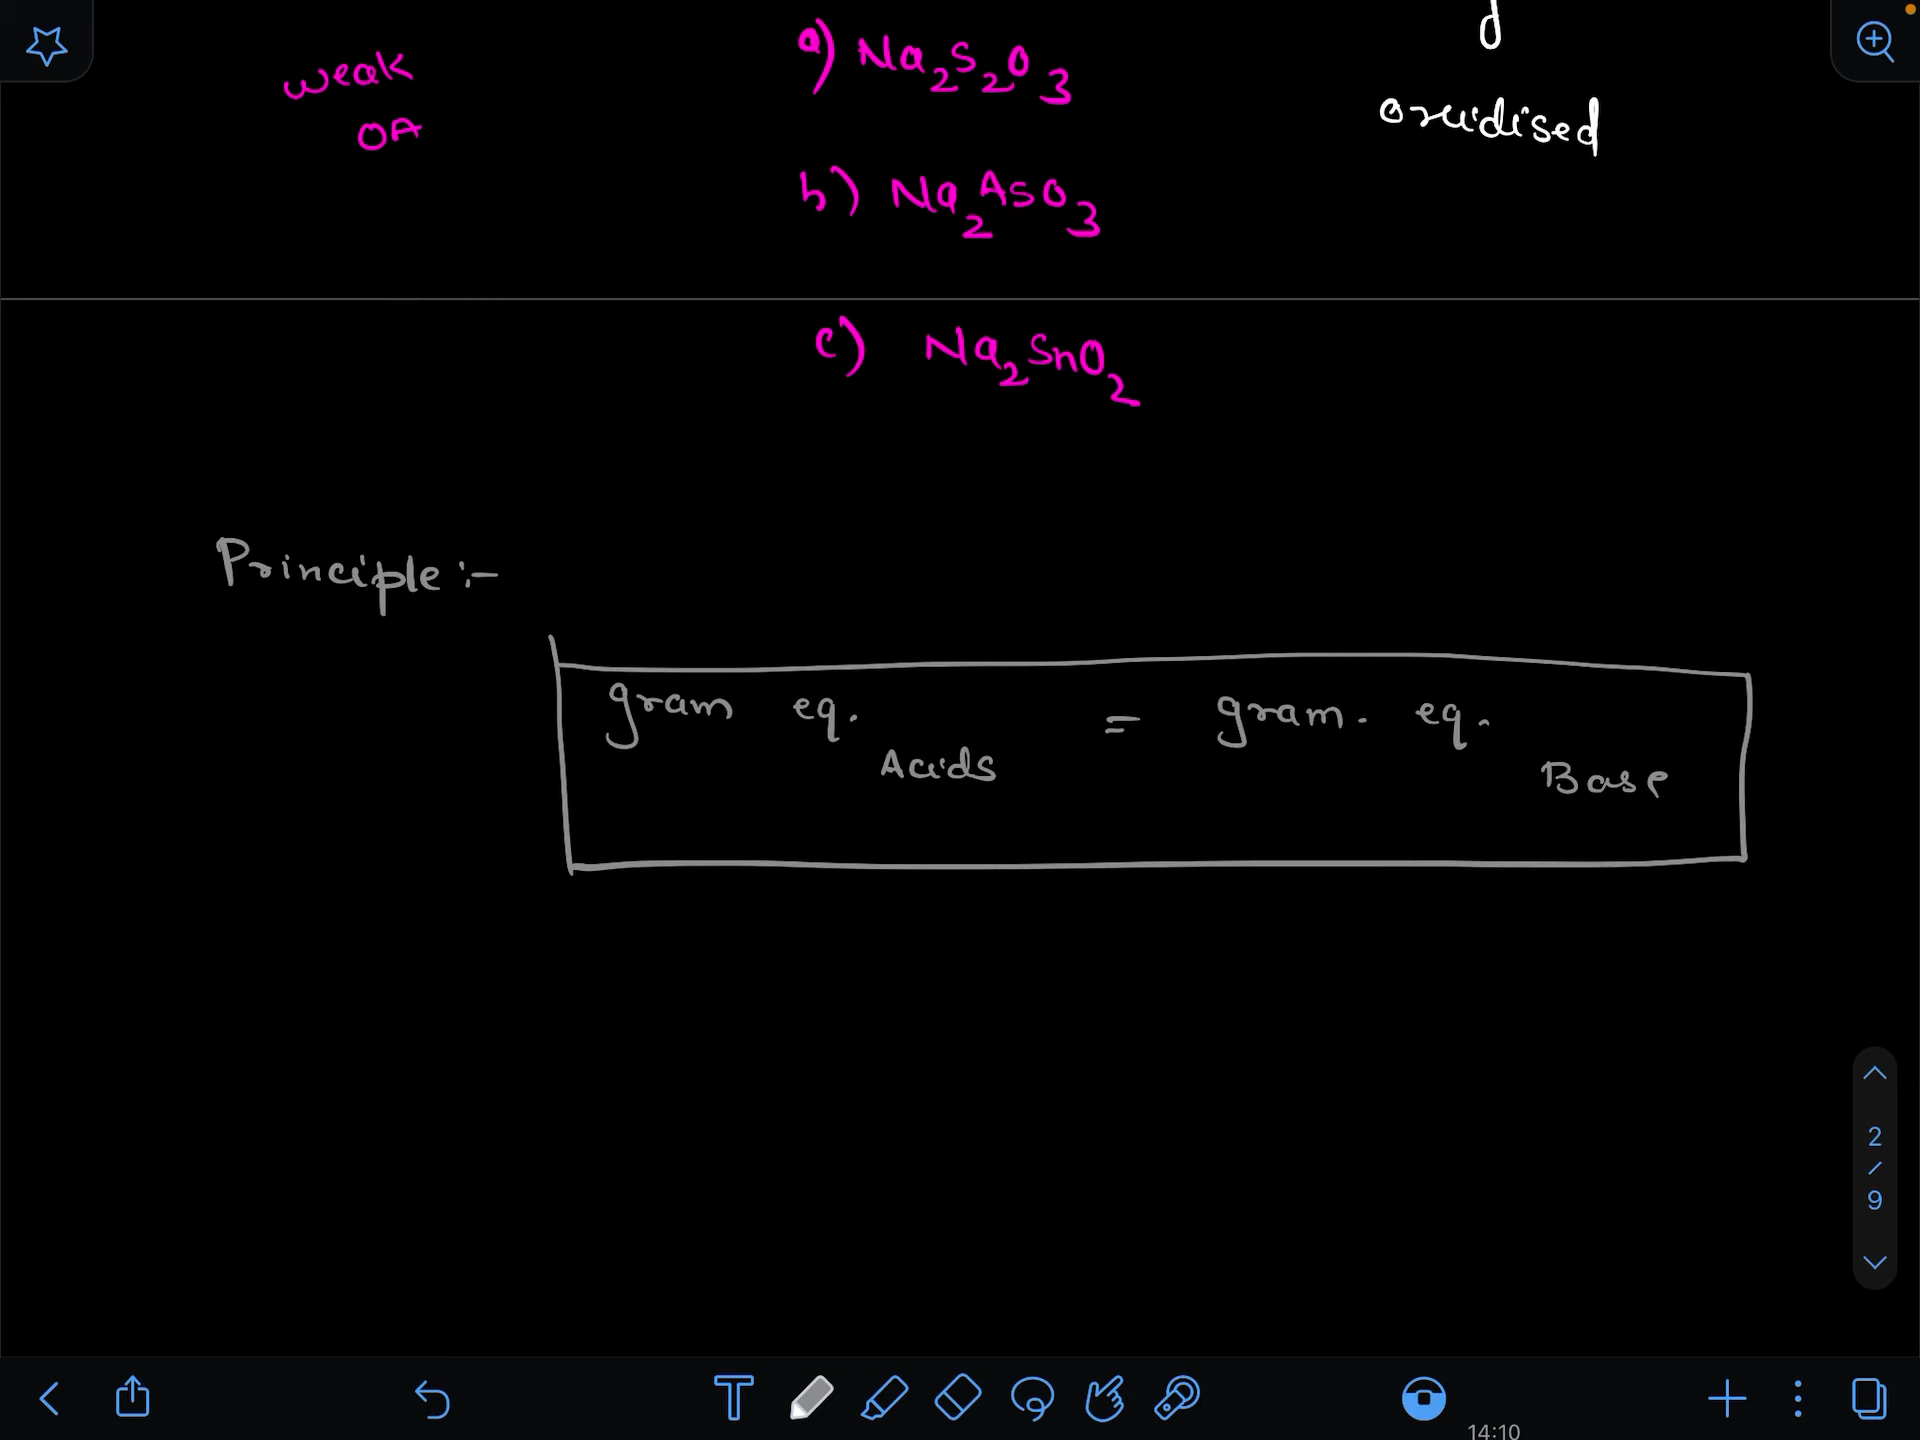 weak
OA
a) Na2S2O3
oxidised
b) Na2AsO3
c) Na2SnO2
Principle :-
gram eq. Acids = gram. eq. Base
2
/
9
14:10